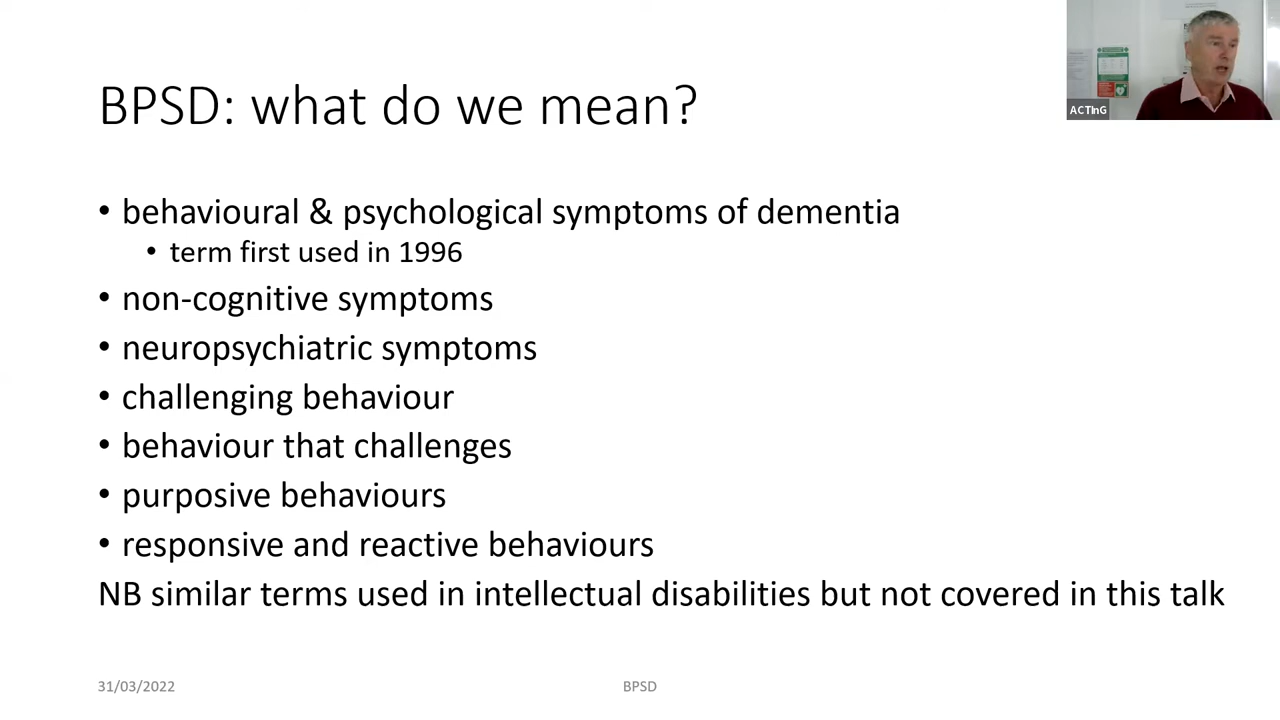 BPSD: what do we mean?
• behavioural & psychological symptoms of dementia
• term first used in 1996
• non-cognitive symptoms
• neuropsychiatric symptoms
• challenging behaviour
• behaviour that challenges
• purposive behaviours
• responsive and reactive behaviours
NB similar terms used in intellectual disabilities but not covered in this talk
31/03/2022
BPSD
ACTInG